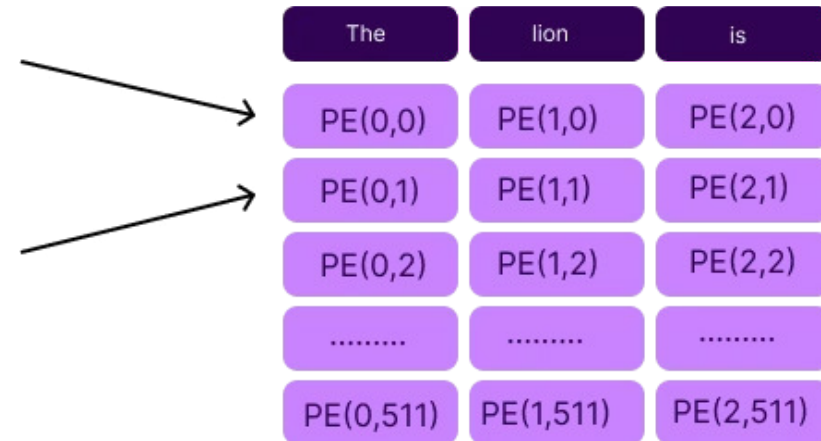 The lion is
PE(0,0) PE(1,0) PE(2,0)
PE(0,1) PE(1,1) PE(2,1)
PE(0,2) PE(1,2) PE(2,2)
......... ......... .........
PE(0,511) PE(1,511) PE(2,511)